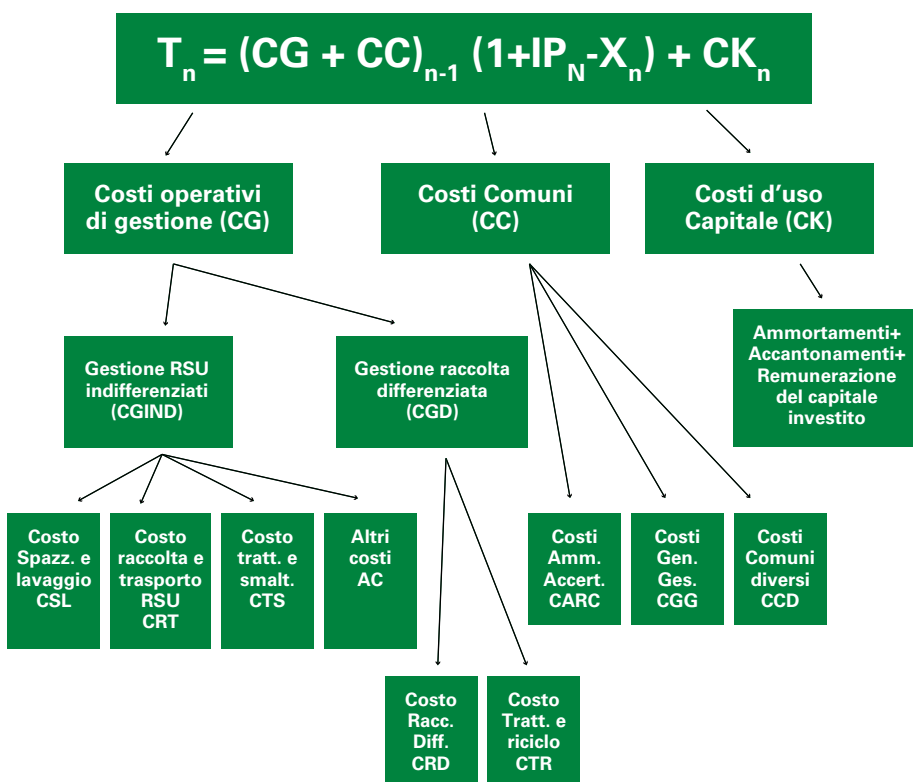 Tn = (CG + CC)n-1 (1+IPN-Xn) + CKn
Costi operativi
di gestione (CG)
Costi Comuni
(CC)
Costi d'uso
Capitale (CK)
Gestione RSU
indifferenziati
(CGIND)
Gestione raccolta
differenziata
(CGD)
Ammortamenti+
Accantonamenti+
Remunerazione
del capitale
investito
Costo
Spazz. e
lavaggio
CSL
Costo
raccolta e
trasporto
RSU
CRT
Costo
tratt. e
smalt.
CTS
Altri
costi
AC
Costi
Amm.
Accert.
CARC
Costi
Gen.
Ges.
CGG
Costi
Comuni
diversi
CCD
Costo
Racc.
Diff.
CRD
Costo
Tratt. e
riciclo
CTR